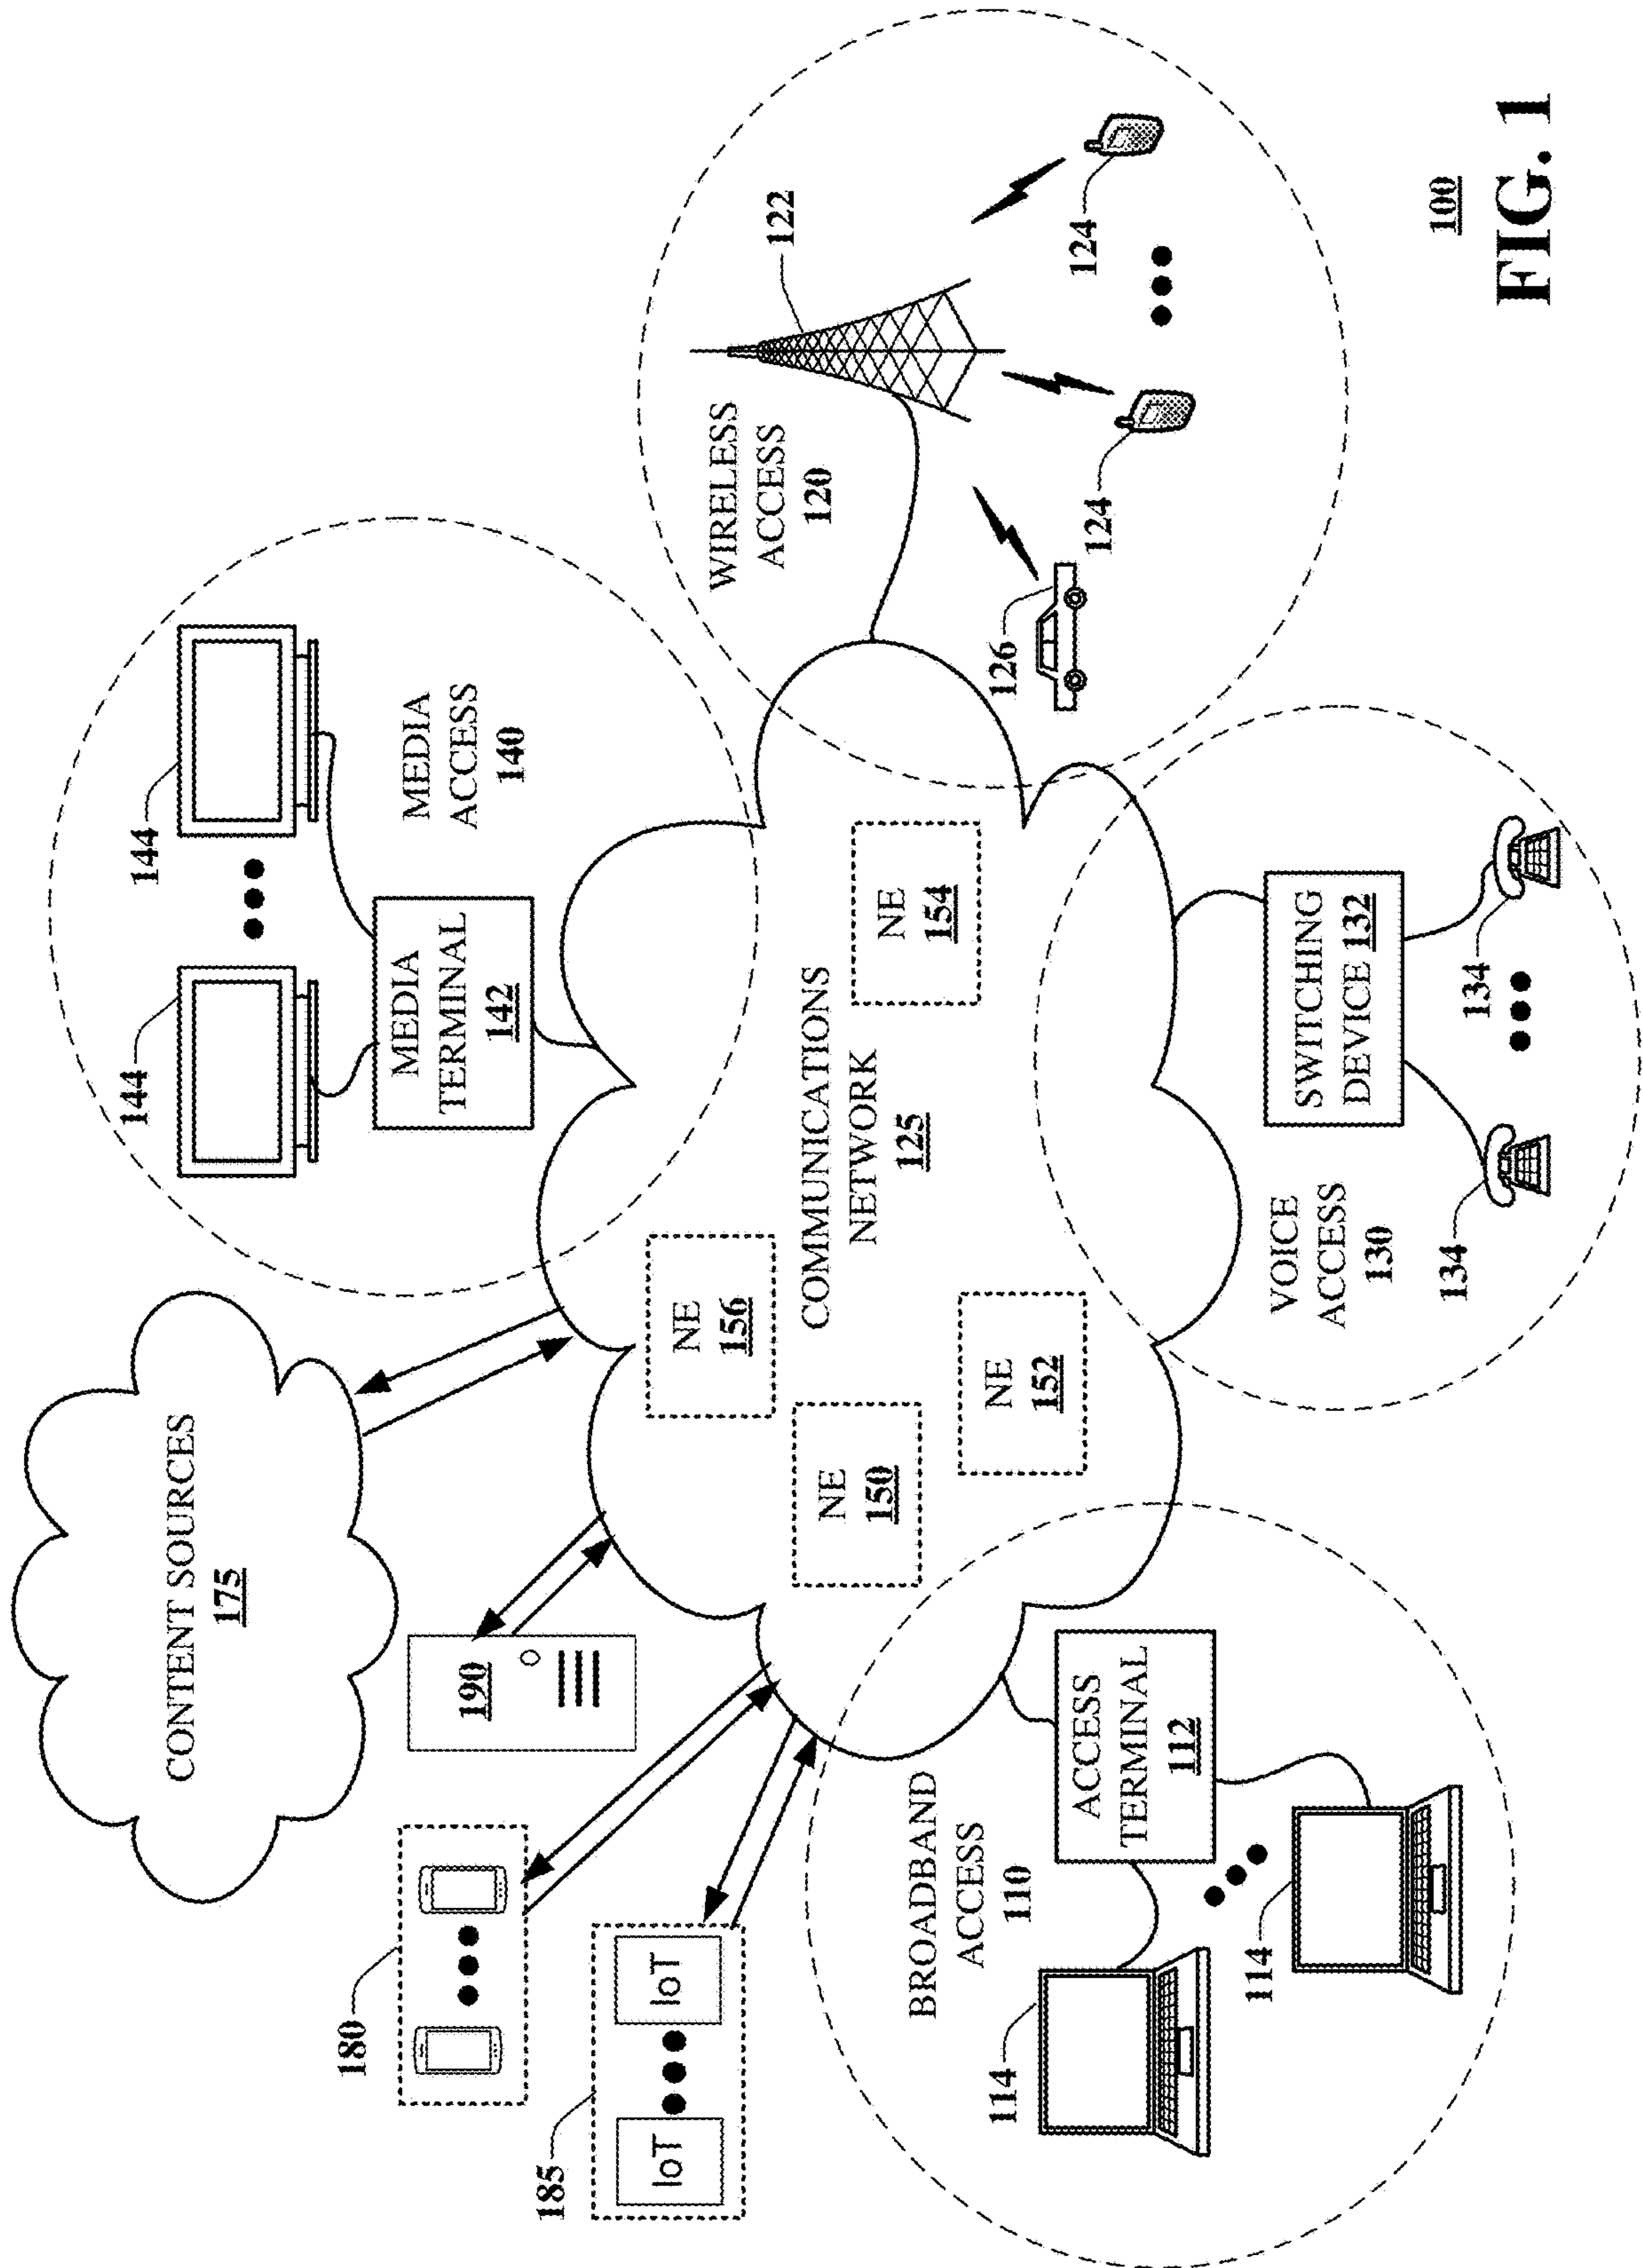 CONTENT SOURCES
175
180
190
185
IoT
IoT
144
144
MEDIA
TERMINAL
142
MEDIA
ACCESS
140
NE
156
NE
150
NE
152
NE
154
COMMUNICATIONS
NETWORK
125
WIRELESS
ACCESS
120
122
124
124
126
BROADBAND
ACCESS
110
ACCESS
TERMINAL
112
114
114
VOICE
ACCESS
130
SWITCHING
DEVICE 132
134
134
100
FIG. 1